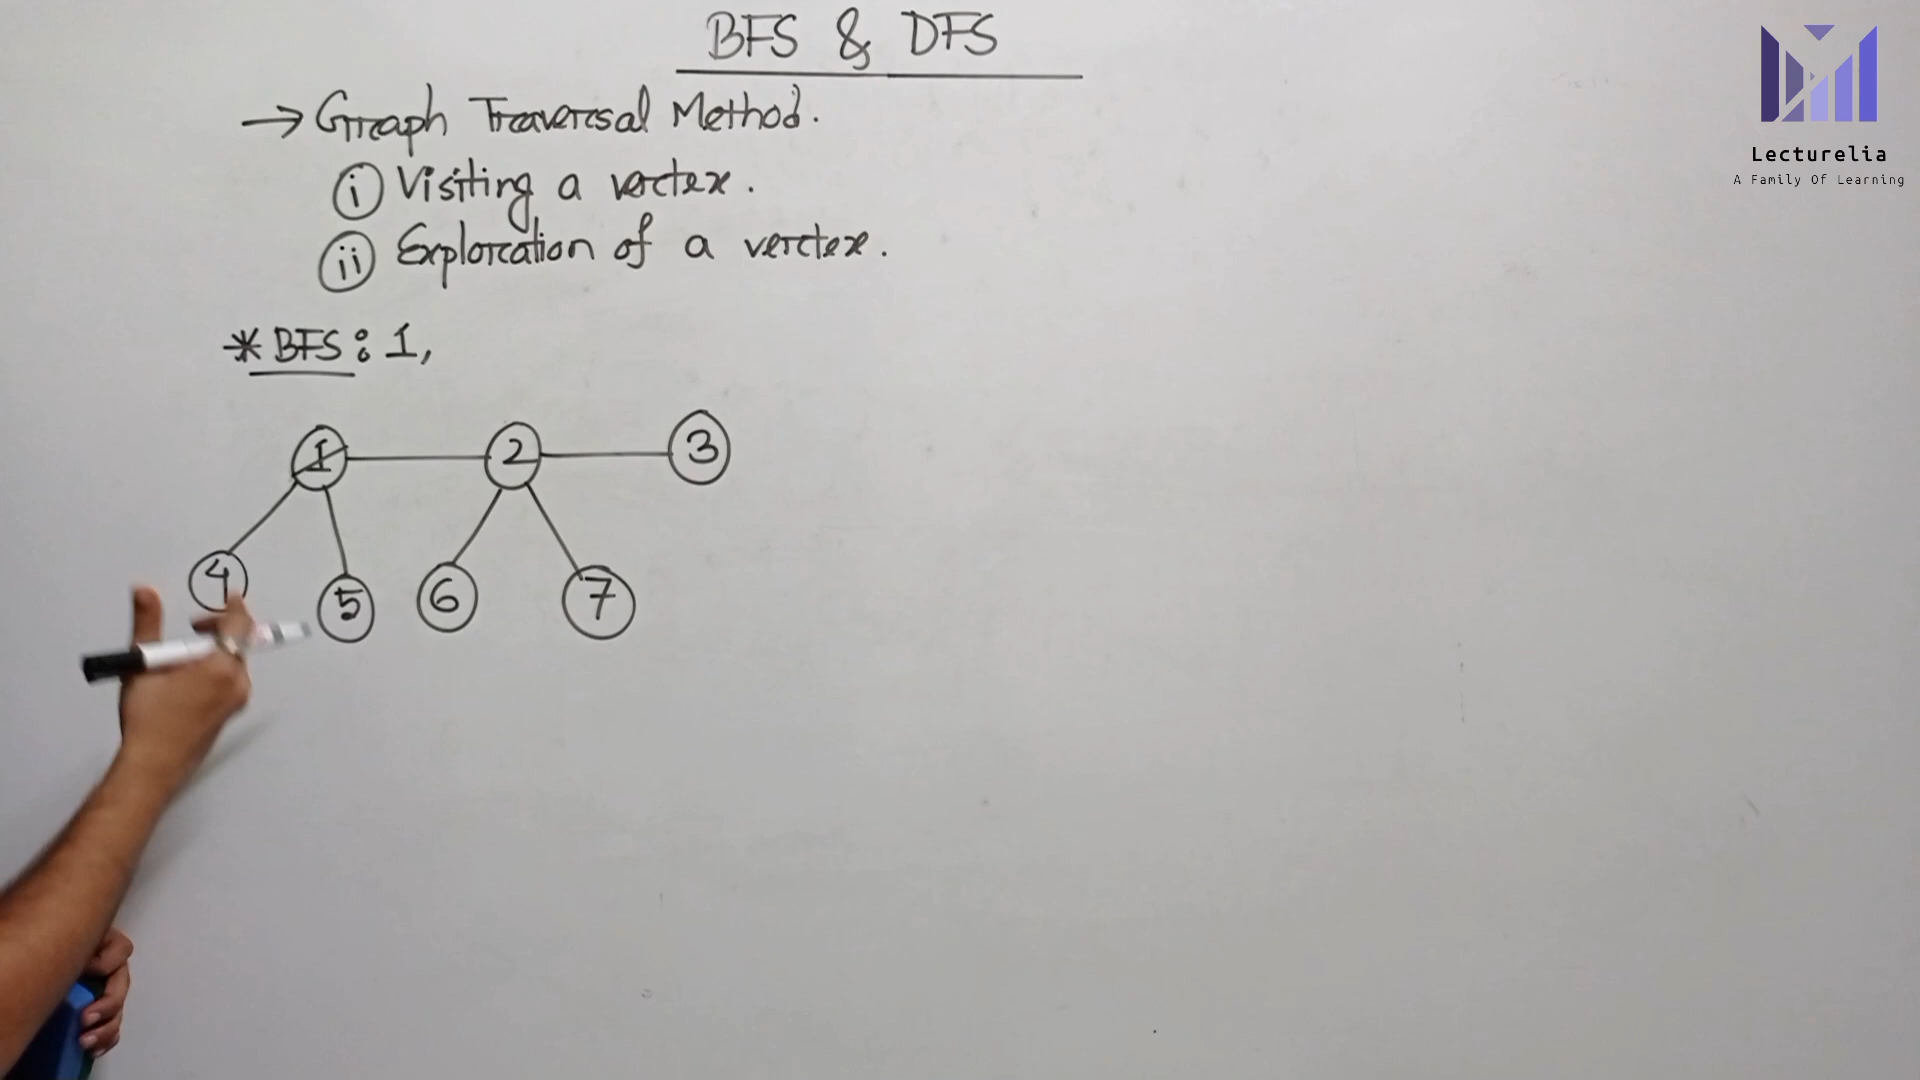 BFS & DFS
→ Graph Traversal Method.
i Visiting a vertex.
ii Exploration of a vertex.
* BFS: 1,
1 2 3
4 5 6 7
Lecturelia
A Family Of Learning